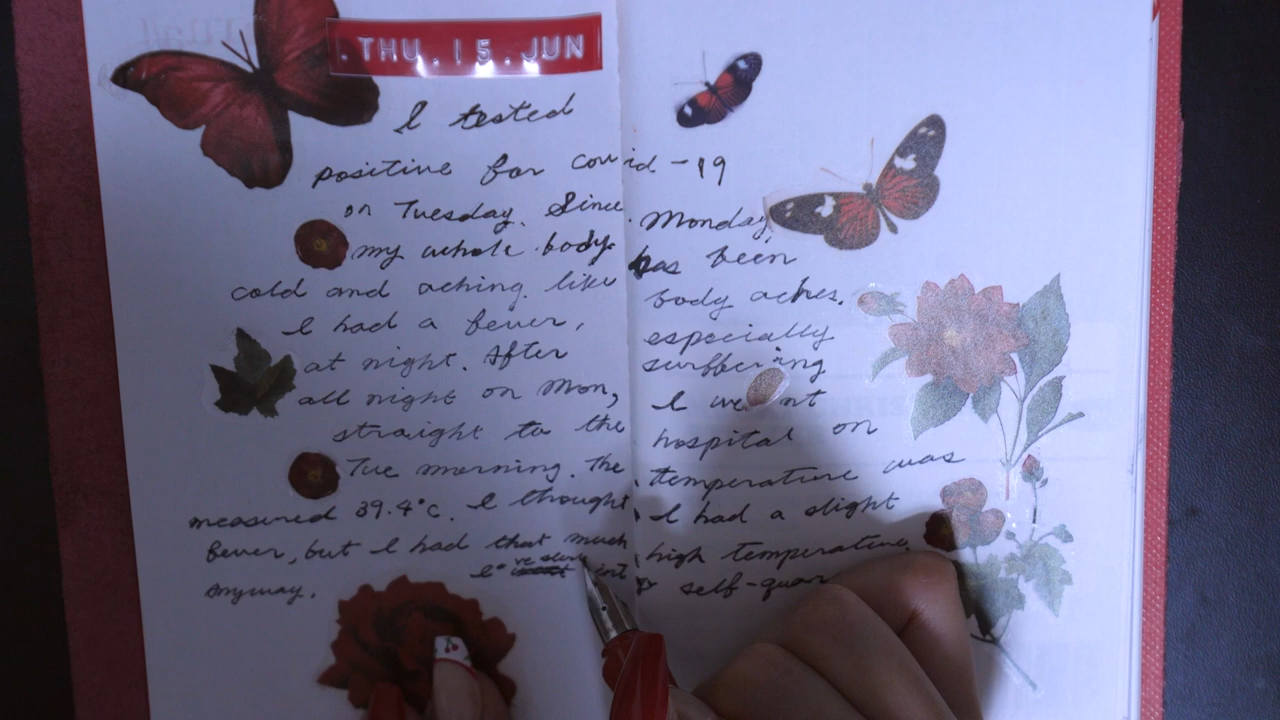 .THU.15.JUN
I tested
positive for covid-19
on Tuesday. Since Monday,
my whole body has been
cold and aching like body aches.
I had a fever, especially
at night. After surffering
all night on Mon, I went
straight to the hospital on
Tue morning. The temperature was
measured 39.4°C. I thought I had a slight
fever, but I had that much high temperature
anyway. I've self-quar